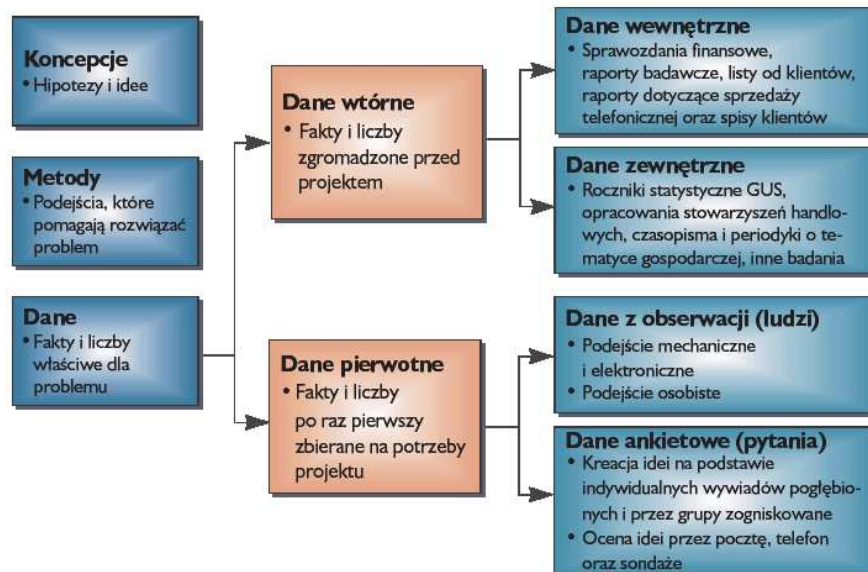 Koncepcje
• Hipotezy i idee
Metody
• Podejścia, które
pomagają rozwiązać
problem
Dane
• Fakty i liczby
właściwe dla
problemu
Dane wtórne
• Fakty i liczby
zgromadzone przed
projektem
Dane pierwotne
• Fakty i liczby
po raz pierwszy
zbierane na potrzeby
projektu
Dane wewnętrzne
• Sprawozdania finansowe,
raporty badawcze, listy od klientów,
raporty dotyczące sprzedaży
telefonicznej oraz spisy klientów
Dane zewnętrzne
• Roczniki statystyczne GUS,
opracowania stowarzyszeń handlo-
wych, czasopisma i periodyki o te-
matyce gospodarczej, inne badania
Dane z obserwacji (ludzi)
• Podejście mechaniczne
i elektroniczne
• Podejście osobiste
Dane ankietowe (pytania)
• Kreacja idei na podstawie
indywidualnych wywiadów pogłębio-
nych i przez grupy zogniskowane
• Ocena idei przez pocztę, telefon
oraz sondaże